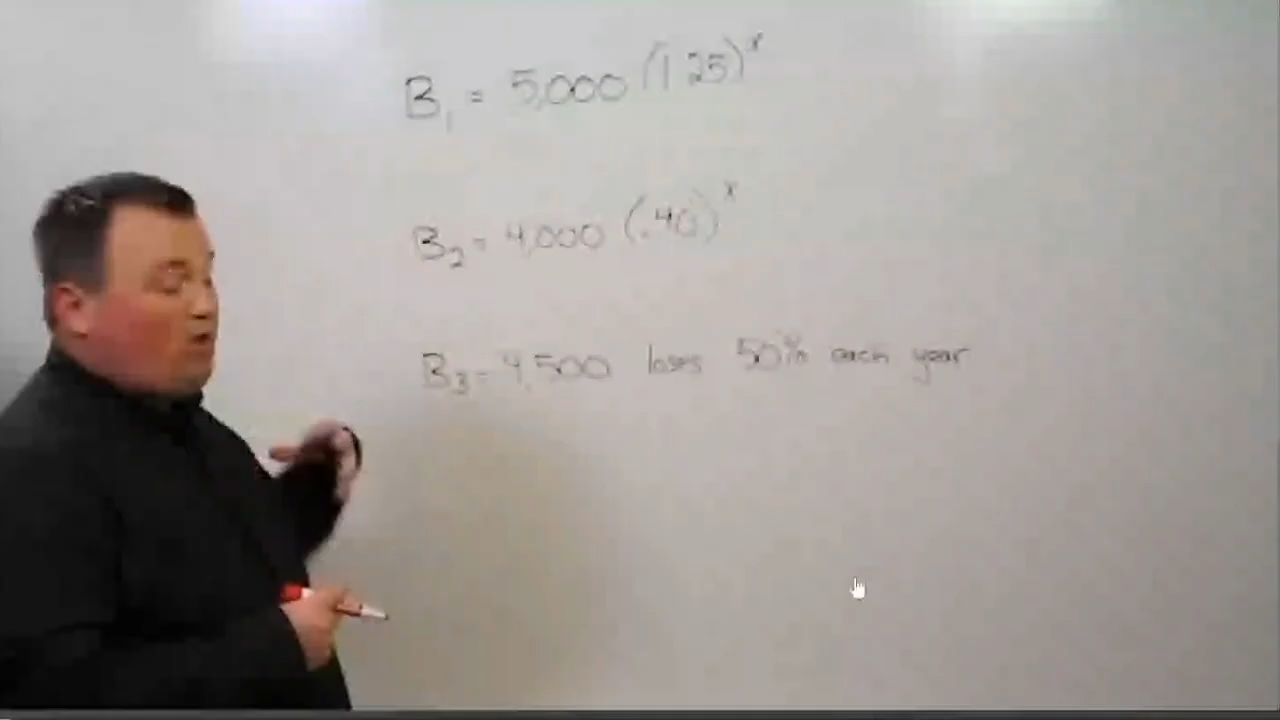 B₁ = 5,000 (1.25)ˣ
B₂ = 4,000 (.40)ˣ
B₃ = 4,500 loses 50% each year